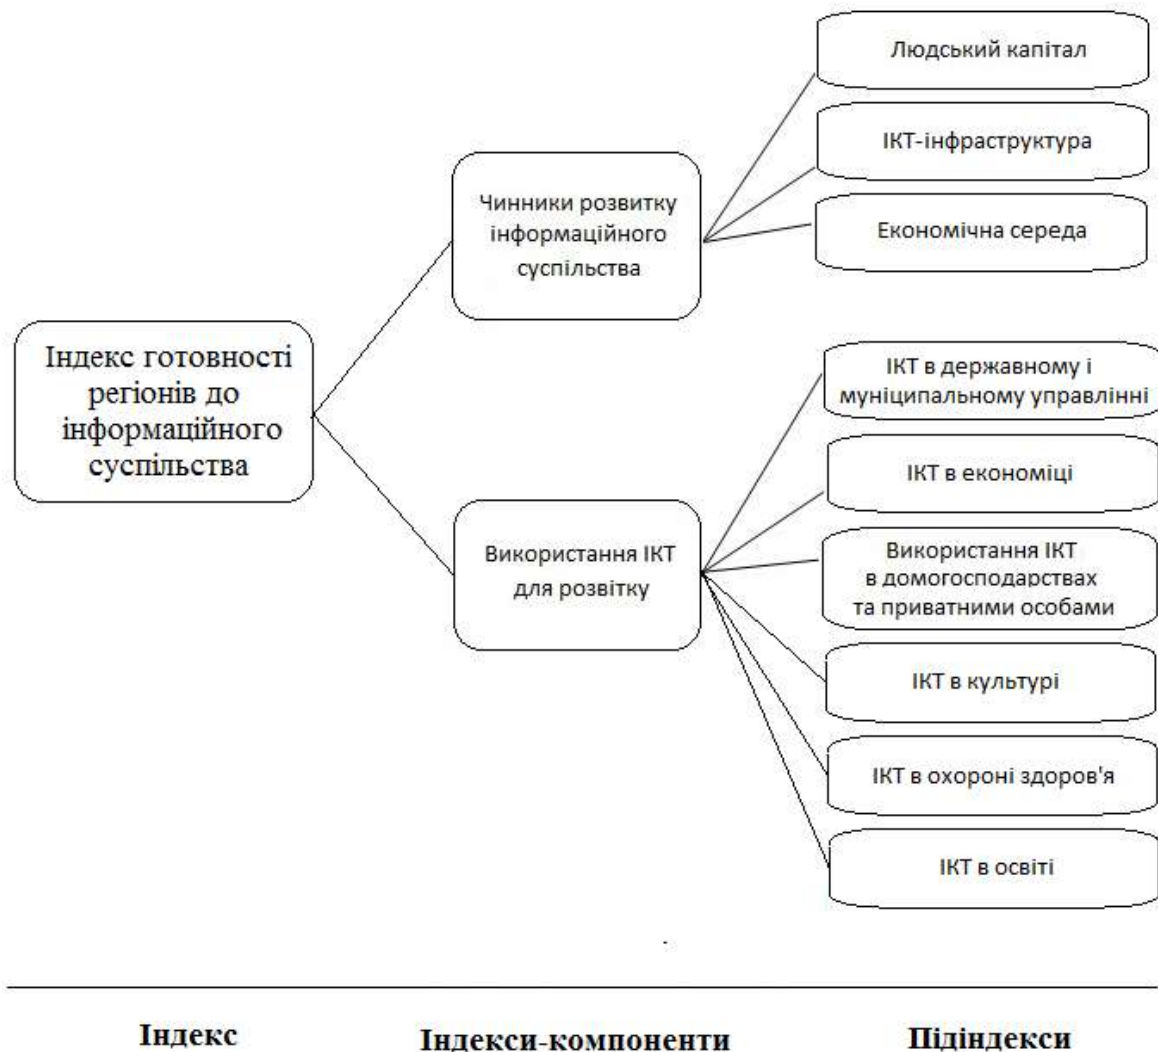 Людський капітал
ІКТ-інфраструктура
Економічна середа
Чинники розвитку
інформаційного
суспільства
Індекс готовності
регіонів до
інформаційного
суспільства
ІКТ в державному і
муніципальному управлінні
ІКТ в економіці
Використання ІКТ
в домогосподарствах
та приватними особами
Використання ІКТ
для розвітку
ІКТ в культурі
ІКТ в охороні здоров'я
ІКТ в освіті
Індекс
Індекси-компоненти
Підіндекси